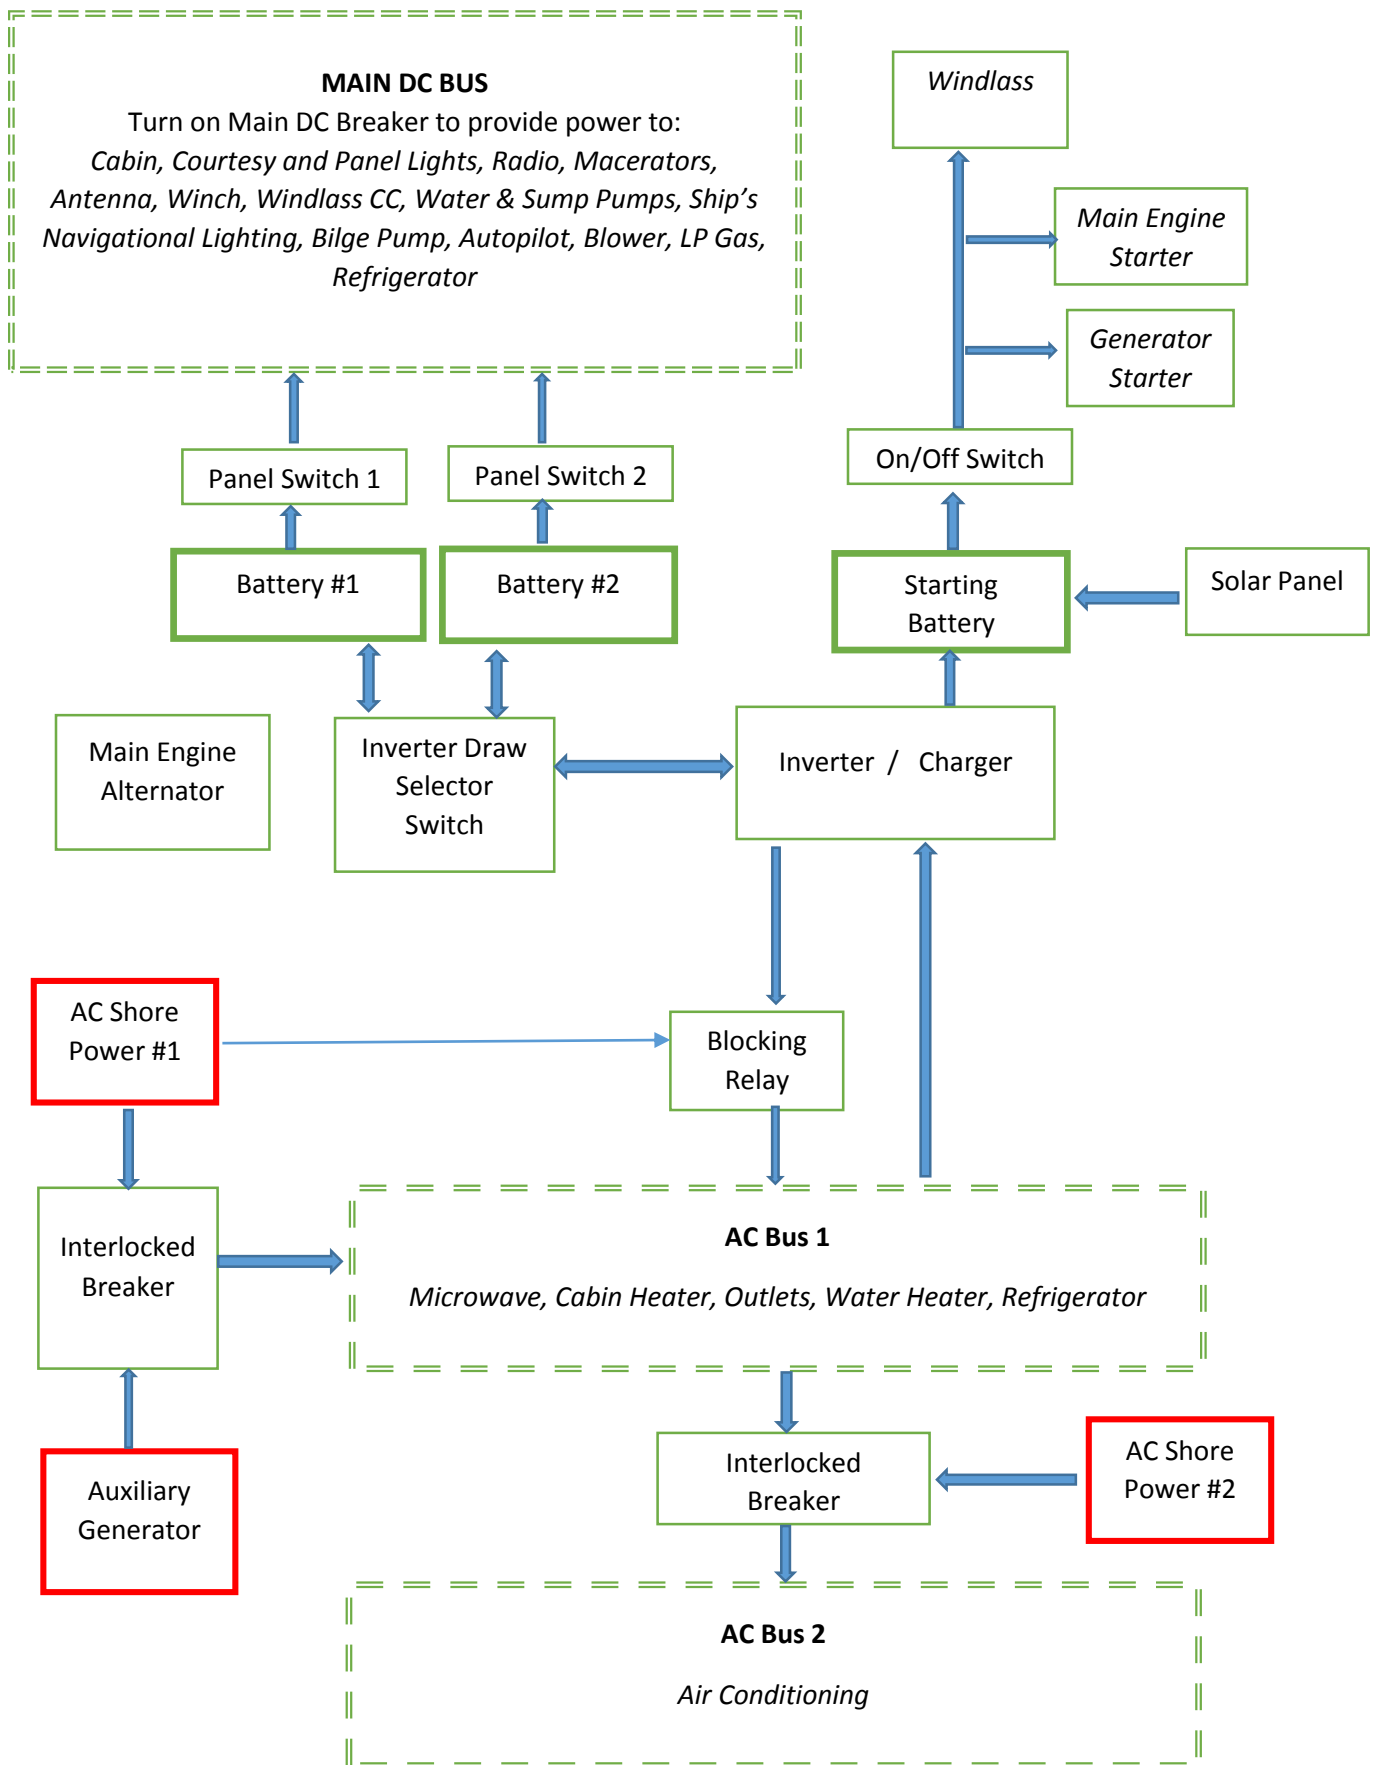 MAIN DC BUS
Turn on Main DC Breaker to provide power to:
Cabin, Courtesy and Panel Lights, Radio, Macerators,
Antenna, Winch, Windlass CC, Water & Sump Pumps, Ship’s
Navigational Lighting, Bilge Pump, Autopilot, Blower, LP Gas,
Refrigerator
Windlass
Main Engine
Starter
Generator
Starter
On/Off Switch
Panel Switch 1
Panel Switch 2
Battery #1
Battery #2
Starting
Battery
Solar Panel
Main Engine
Alternator
Inverter Draw
Selector
Switch
Inverter / Charger
AC Shore
Power #1
Blocking
Relay
Interlocked
Breaker
AC Bus 1
Microwave, Cabin Heater, Outlets, Water Heater, Refrigerator
Auxiliary
Generator
Interlocked
Breaker
AC Shore
Power #2
AC Bus 2
Air Conditioning